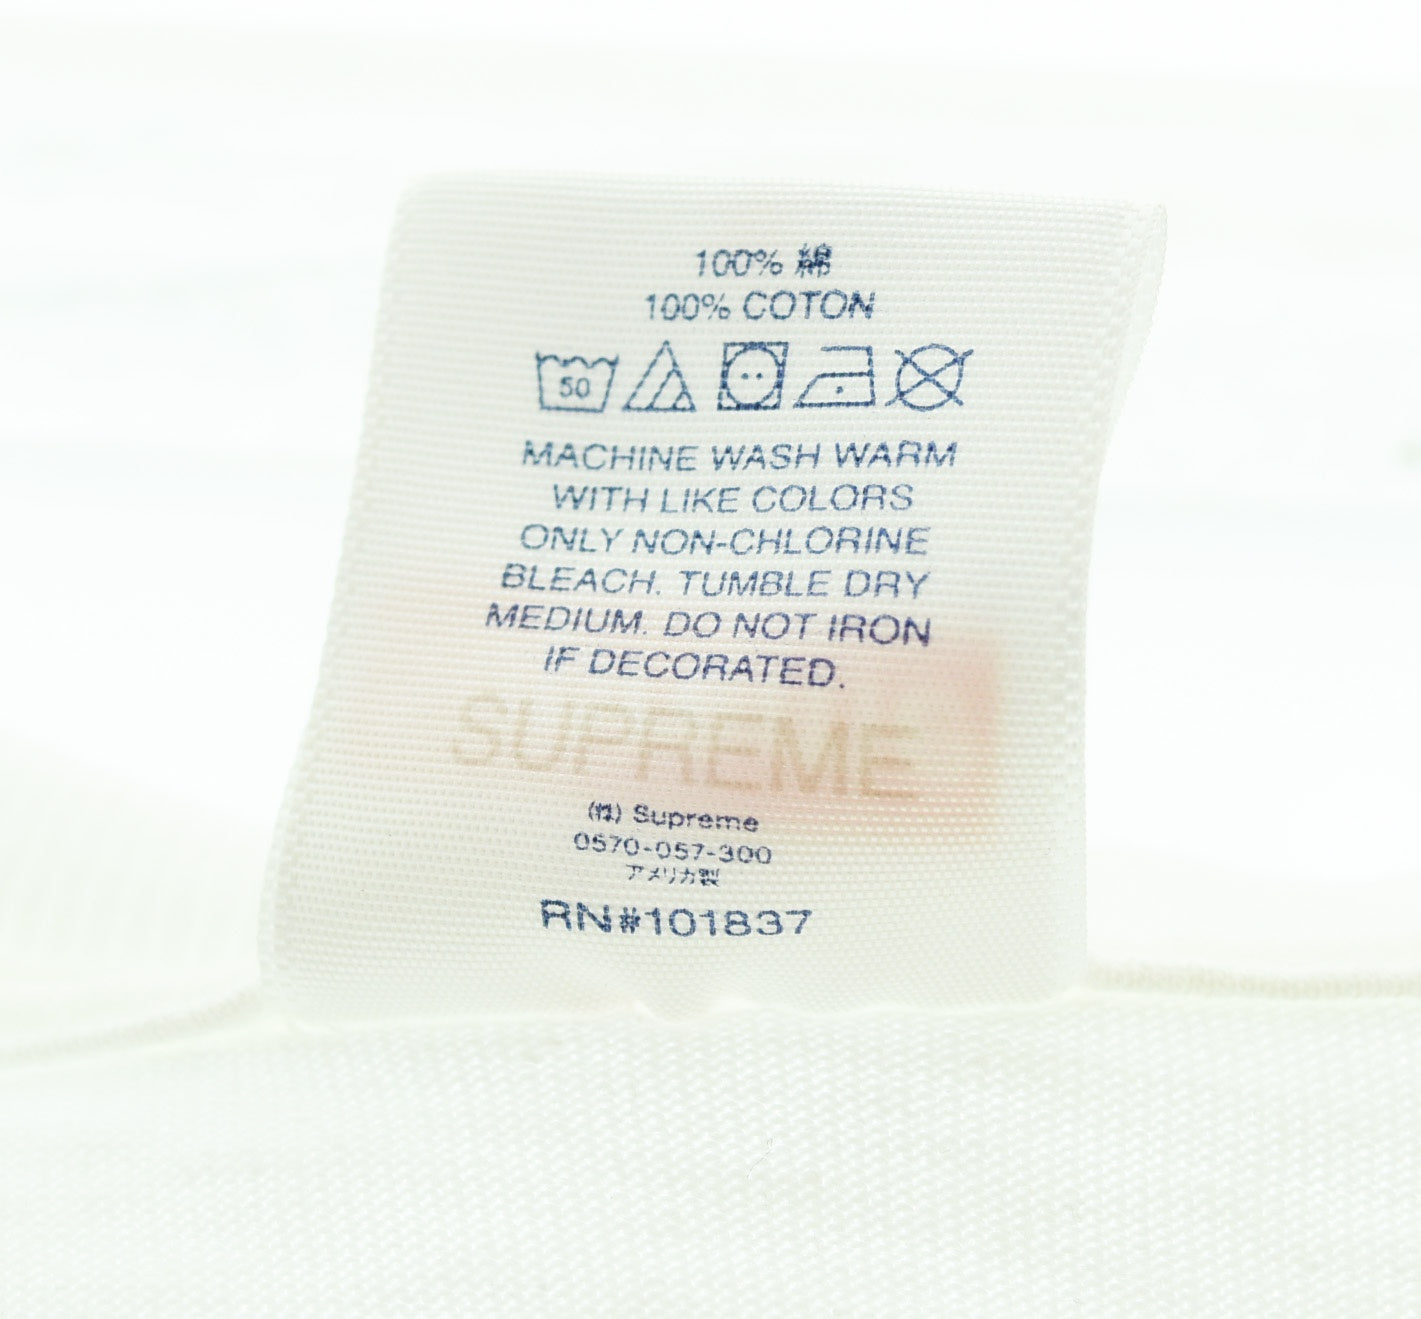 100% 綿
100% COTON
50
MACHINE WASH WARM
WITH LIKE COLORS
ONLY NON-CHLORINE
BLEACH. TUMBLE DRY
MEDIUM. DO NOT IRON
IF DECORATED.
SUPREME
Supreme
0570-057-300
アメリカ製
RN#101837